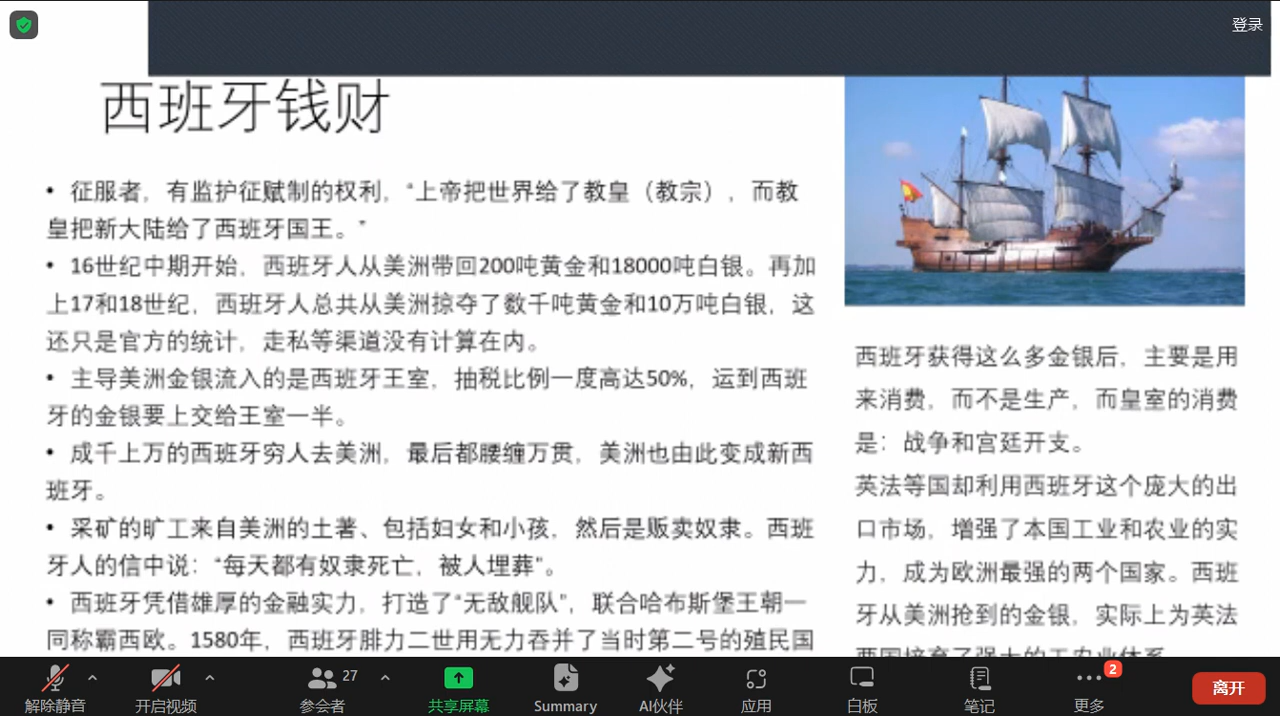 登录
西班牙钱财
• 征服者，有监护征赋制的权利，“上帝把世界给了教皇（教宗），而教
皇把新大陆给了西班牙国王。”
• 16世纪中期开始，西班牙人从美洲带回200吨黄金和18000吨白银。再加
上17和18世纪，西班牙人总共从美洲掠夺了数千吨黄金和10万吨白银，这
还只是官方的统计，走私等渠道没有计算在内。
• 主导美洲金银流入的是西班牙王室，抽税比例一度高达50%，运到西班
牙的金银要上交给王室一半。
• 成千上万的西班牙穷人去美洲，最后都腰缠万贯，美洲也由此变成新西
班牙。
• 采矿的旷工来自美洲的土著、包括妇女和小孩，然后是贩卖奴隶。西班
牙人的信中说：“每天都有奴隶死亡，被人埋葬”。
• 西班牙凭借雄厚的金融实力，打造了“无敌舰队”，联合哈布斯堡王朝一
同称霸西欧。1580年，西班牙腓力二世用无力吞并了当时第二号的殖民国
西班牙获得这么多金银后，主要是用
来消费，而不是生产，而皇室的消费
是：战争和宫廷开支。
英法等国却利用西班牙这个庞大的出
口市场，增强了本国工业和农业的实
力，成为欧洲最强的两个国家。西班
牙从美洲抢到的金银，实际上为英法
两国培育了强大的工农业体系
解除静音
开启视频
27
参会者
共享屏幕
Summary
AI伙伴
应用
白板
笔记
2
更多
离开